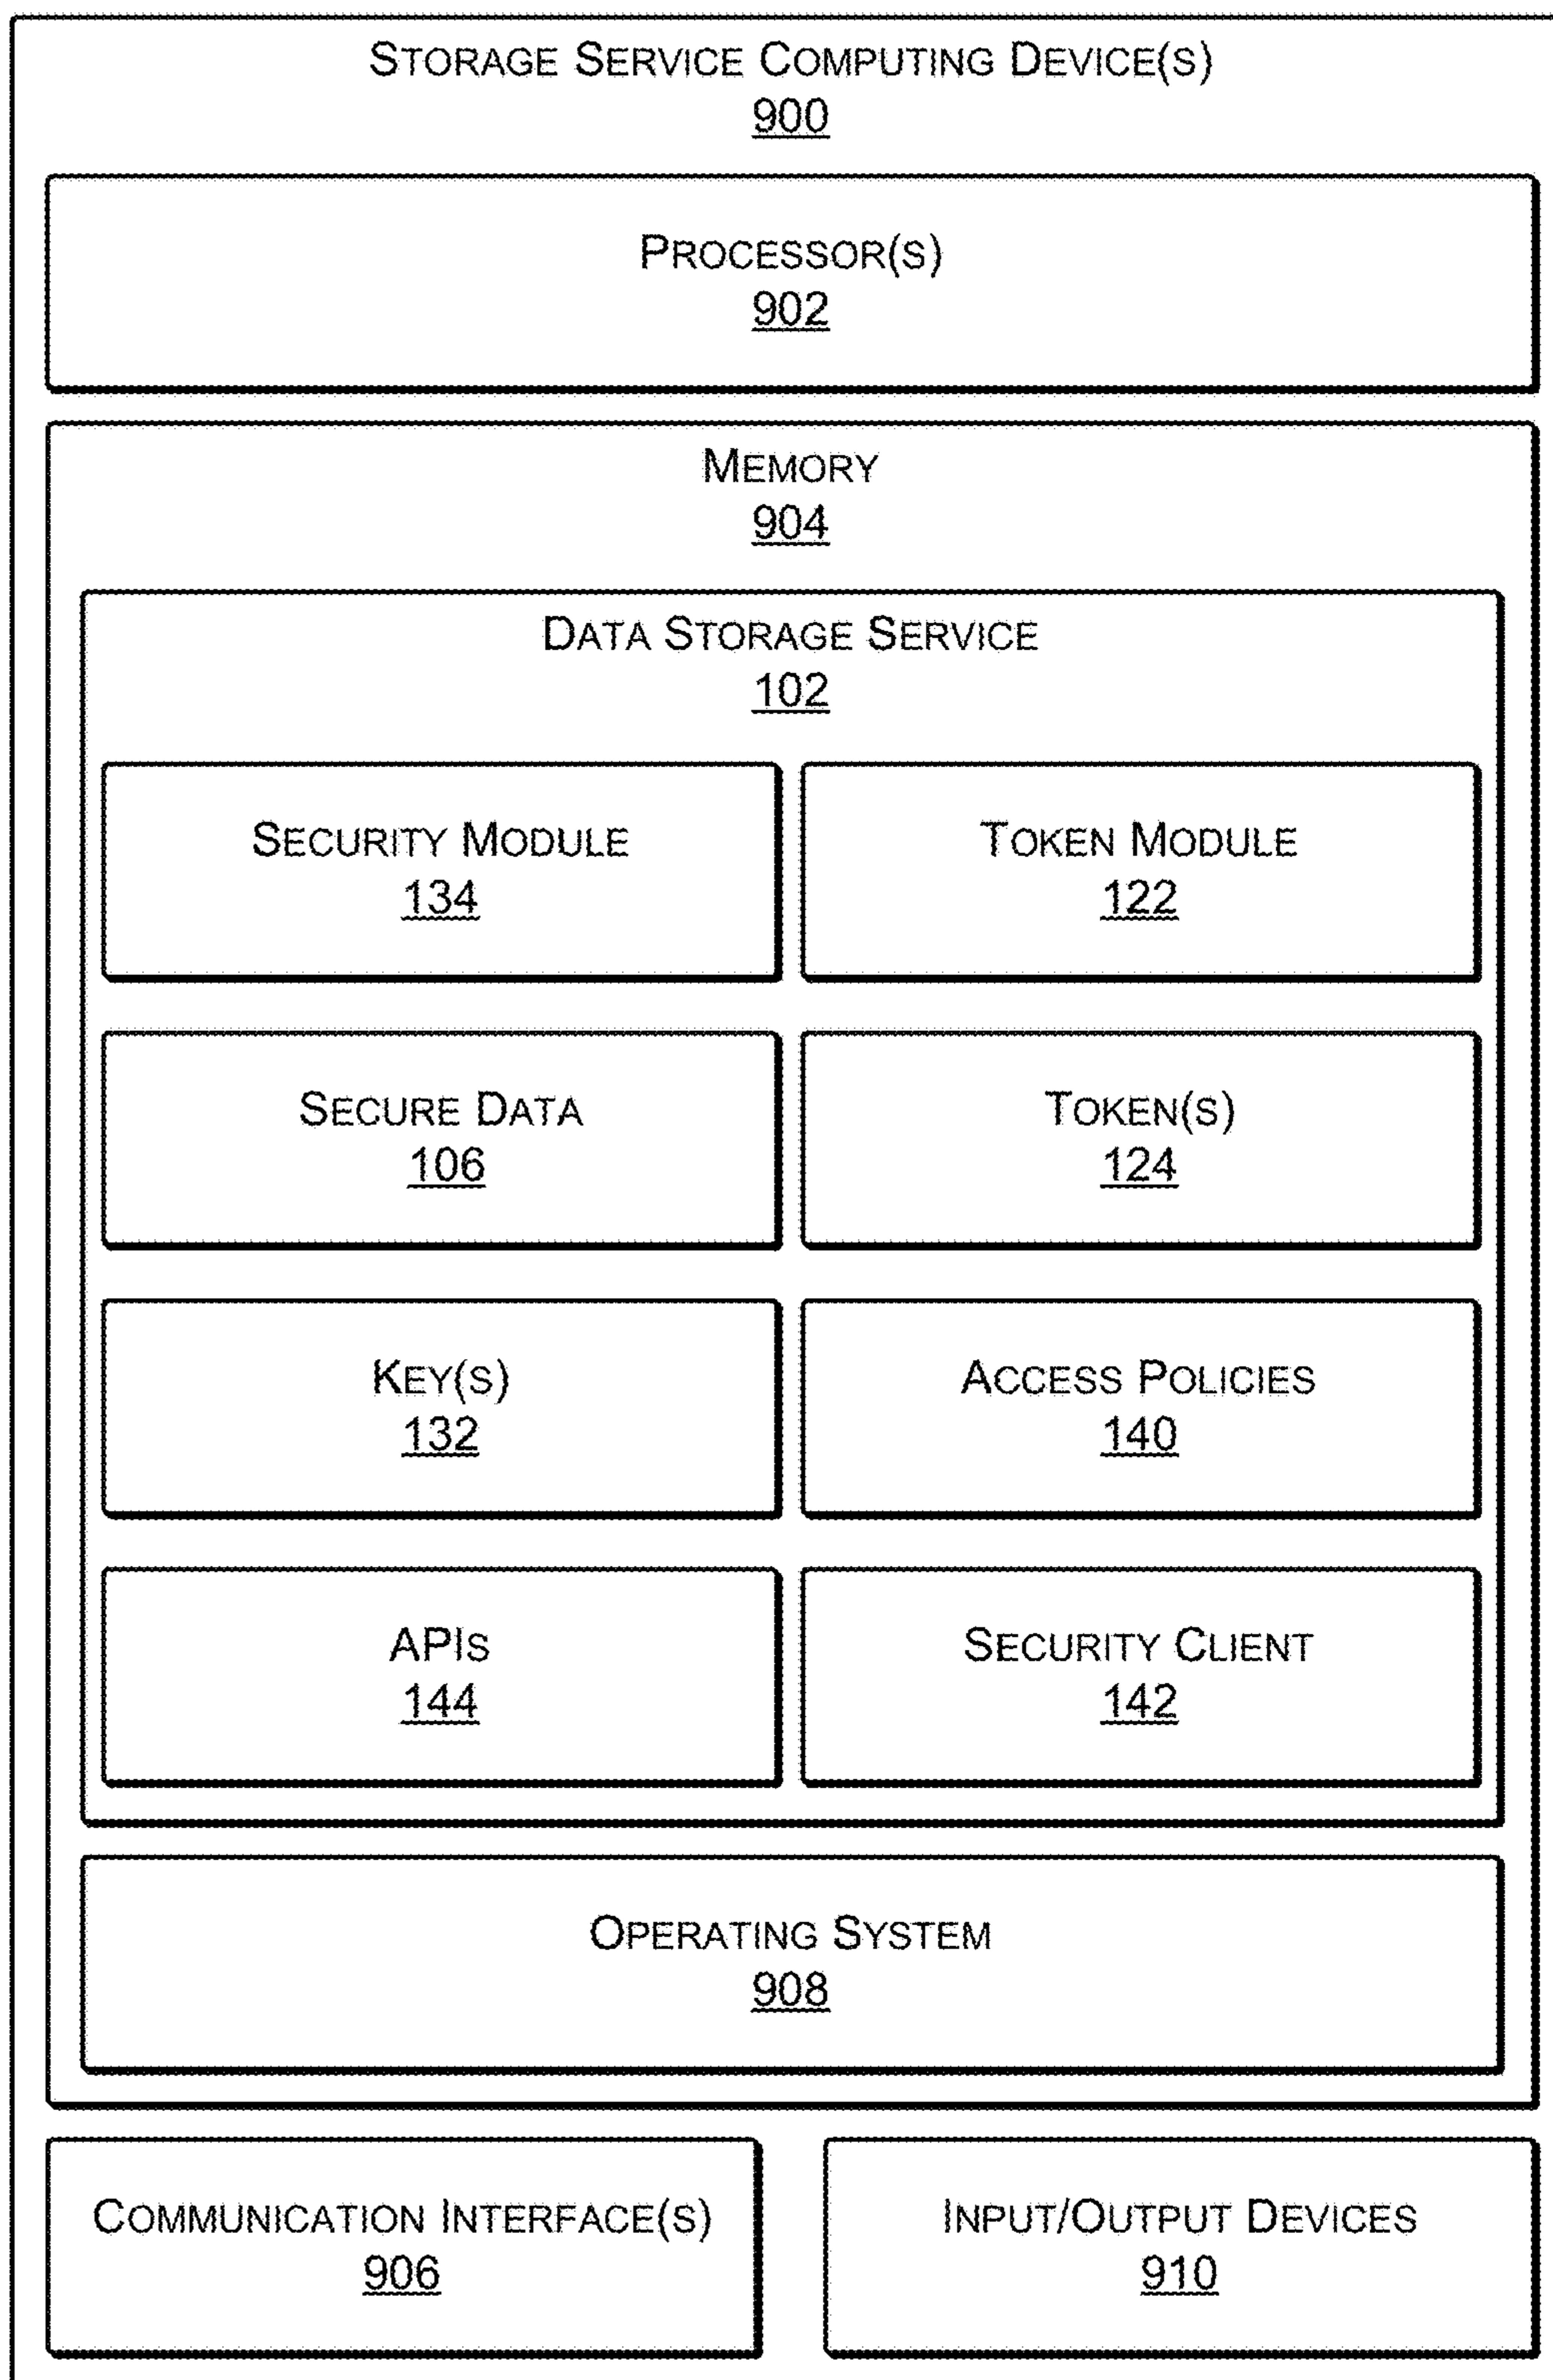 STORAGE SERVICE COMPUTING DEVICE(S)
900
PROCESSOR(S)
902
MEMORY
904
DATA STORAGE SERVICE
102
SECURITY MODULE
134
TOKEN MODULE
122
SECURE DATA
106
TOKEN(S)
124
KEY(S)
132
ACCESS POLICIES
140
APIS
144
SECURITY CLIENT
142
OPERATING SYSTEM
908
COMMUNICATION INTERFACE(S)
906
INPUT/OUTPUT DEVICES
910